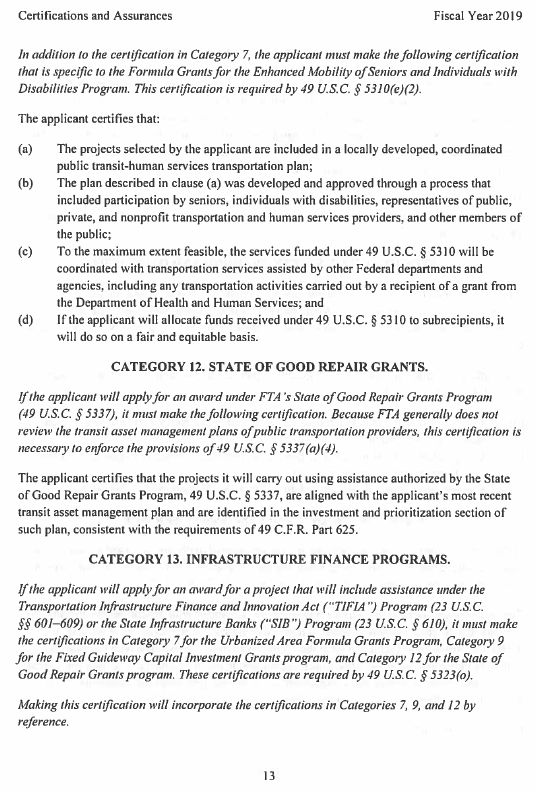 Certifications and Assurances Fiscal Year 2019
In addition to the certification in Category 7, the applicant must make the following certification
that is specific to the Formula Grants for the Enhanced Mobility of Seniors and Individuals with
Disabilities Program. This certification is required by 49 U.S.C. § 5310(e)(2).
The applicant certifies that:
(a) The projects selected by the applicant are included in a locally developed, coordinated
public transit-human services transportation plan;
(b) The plan described in clause (a) was developed and approved through a process that
included participation by seniors, individuals with disabilities, representatives of public,
private, and nonprofit transportation and human services providers, and other members of
the public;
(c) To the maximum extent feasible, the services funded under 49 U.S.C. § 5310 will be
coordinated with transportation services assisted by other Federal departments and
agencies, including any transportation activities carried out by a recipient of a grant from
the Department of Health and Human Services; and
(d) If the applicant will allocate funds received under 49 U.S.C. § 5310 to subrecipients, it
will do so on a fair and equitable basis.
CATEGORY 12. STATE OF GOOD REPAIR GRANTS.
If the applicant will apply for an award under FTA's State of Good Repair Grants Program
(49 U.S.C. § 5337), it must make the following certification. Because FTA generally does not
review the transit asset management plans of public transportation providers, this certification is
necessary to enforce the provisions of 49 U.S.C. § 5337(a)(4).
The applicant certifies that the projects it will carry out using assistance authorized by the State
of Good Repair Grants Program, 49 U.S.C. § 5337, are aligned with the applicant's most recent
transit asset management plan and are identified in the investment and prioritization section of
such plan, consistent with the requirements of 49 C.F.R. Part 625.
CATEGORY 13. INFRASTRUCTURE FINANCE PROGRAMS.
If the applicant will apply for an award for a project that will include assistance under the
Transportation Infrastructure Finance and Innovation Act ("TIFIA") Program (23 U.S.C.
§§ 601–609) or the State Infrastructure Banks ("SIB") Program (23 U.S.C. § 610), it must make
the certifications in Category 7 for the Urbanized Area Formula Grants Program, Category 9
for the Fixed Guideway Capital Investment Grants program, and Category 12 for the State of
Good Repair Grants program. These certifications are required by 49 U.S.C. § 5323(o).
Making this certification will incorporate the certifications in Categories 7, 9, and 12 by
reference.
13